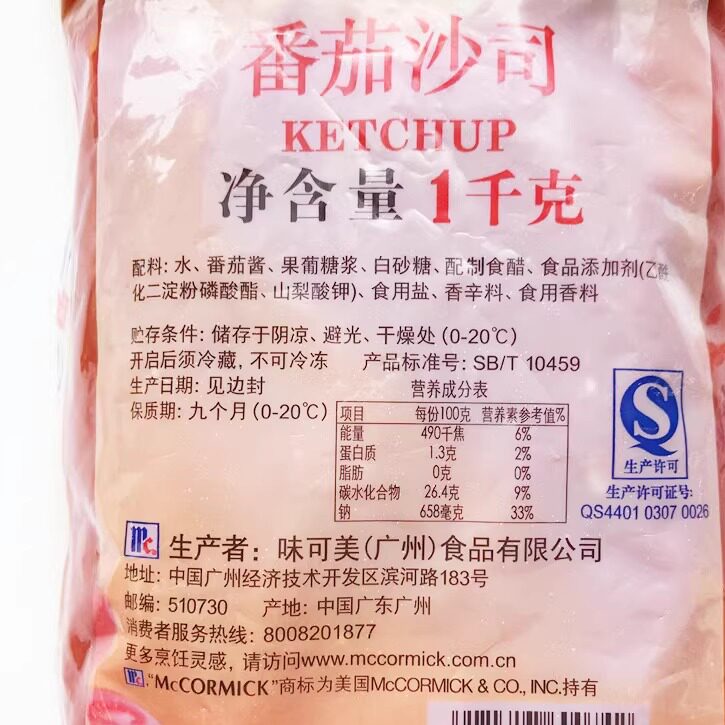 番茄沙司
KETCHUP
净含量 1千克
配料: 水、番茄酱、果葡糖浆、白砂糖、配制食醋、食品添加剂(乙酰
化二淀粉磷酸酯、山梨酸钾)、食用盐、香辛料、食用香料
贮存条件: 储存于阴凉、避光、干燥处 (0-20℃)
开启后须冷藏, 不可冷冻 产品标准号: SB/T 10459
生产日期: 见边封
保质期: 九个月 (0-20℃)
营养成分表
项目 每份100克 营养素参考值%
能量 490千焦 6%
蛋白质 1.3克 2%
脂肪 0克 0%
碳水化合物 26.4克 9%
钠 658毫克 33%
生产许可
生产许可证号:
QS4401 0307 0026
Mc 生产者: 味可美(广州)食品有限公司
地址: 中国广州经济技术开发区滨河路183号
邮编: 510730 产地: 中国广东广州
消费者服务热线: 8008201877
更多烹饪灵感, 请访问www.mccormick.com.cn
Mc, "McCORMICK"商标为美国McCORMICK & CO., INC.持有